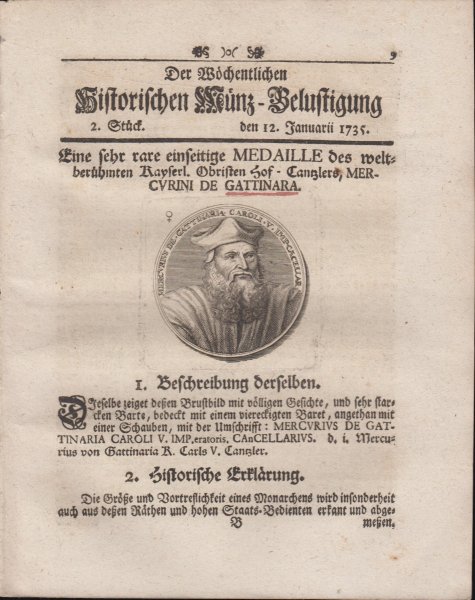 9
Der Wöchentlichen
Historischen Münz-Belustigung
2. Stück. den 12. Januarii 1735.
Eine sehr rare einseitige MEDAILLE des welt-
berühmten Kayserl. Obristen Hof-Cantzlers, MER-
CVRINI DE GATTINARA.
♀
MERCVRINI DE GATTINARIA CAROLI V IMP CACELLAR
1. Beschreibung derselben.
Dieselbe zeiget deßen Brustbild mit völligen Gesichte, und sehr star-
cken Barte, bedeckt mit einem viereckigten Baret, angethan mit
einer Schauben, mit der Umschrifft: MERCVRIVS DE GAT-
TINARIA CAROLI V. IMP.eratoris. CAnCELLARIVS. d. i. Mercu-
rius von Gattinaria K. Carls V. Cantzler.
2. Historische Erklärung.
Die Größe und Vortreflichkeit eines Monarchens wird insonderheit
auch aus deßen Räthen und hohen Staats-Bedienten erkant und abge-
B meßen,